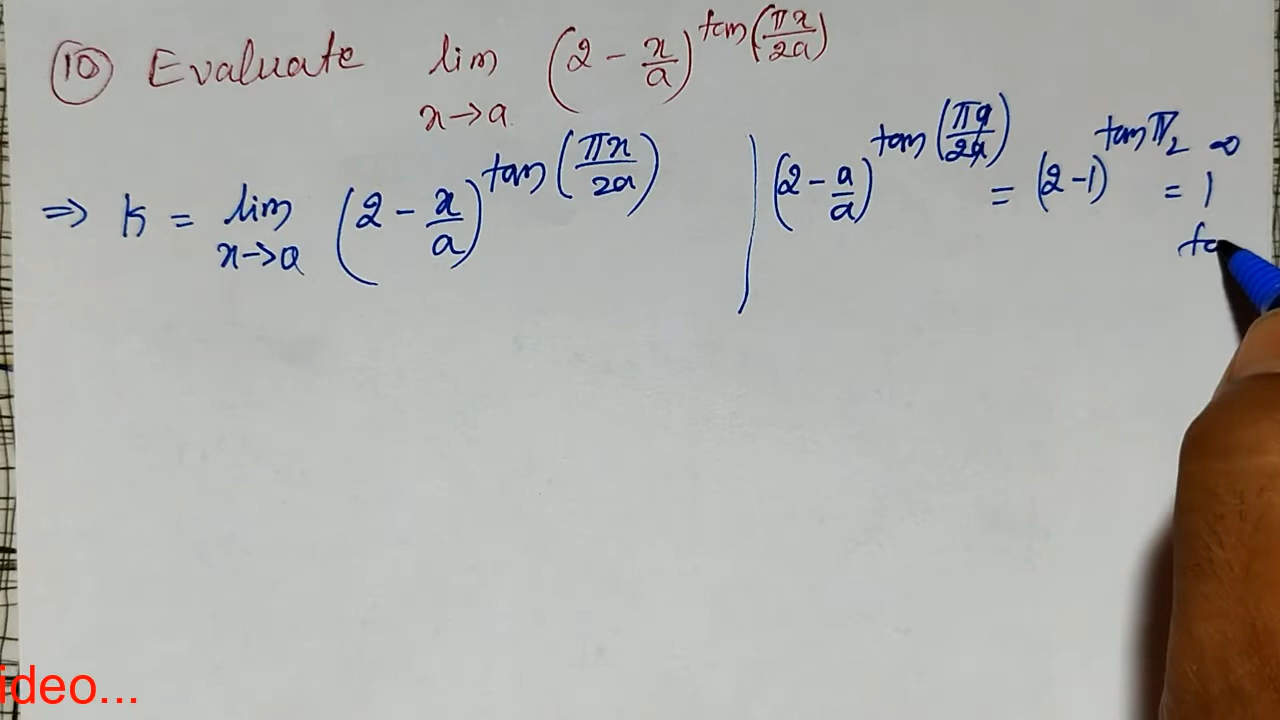 (10) Evaluate lim x→a (2 - x/a)^tan(πx/2a)
⇒ K = lim x→a (2 - x/a)^tan(πx/2a) | (2 - a/a)^tan(πa/2a) = (2-1)^tan π/2 = 1^∞
fo
ideo...